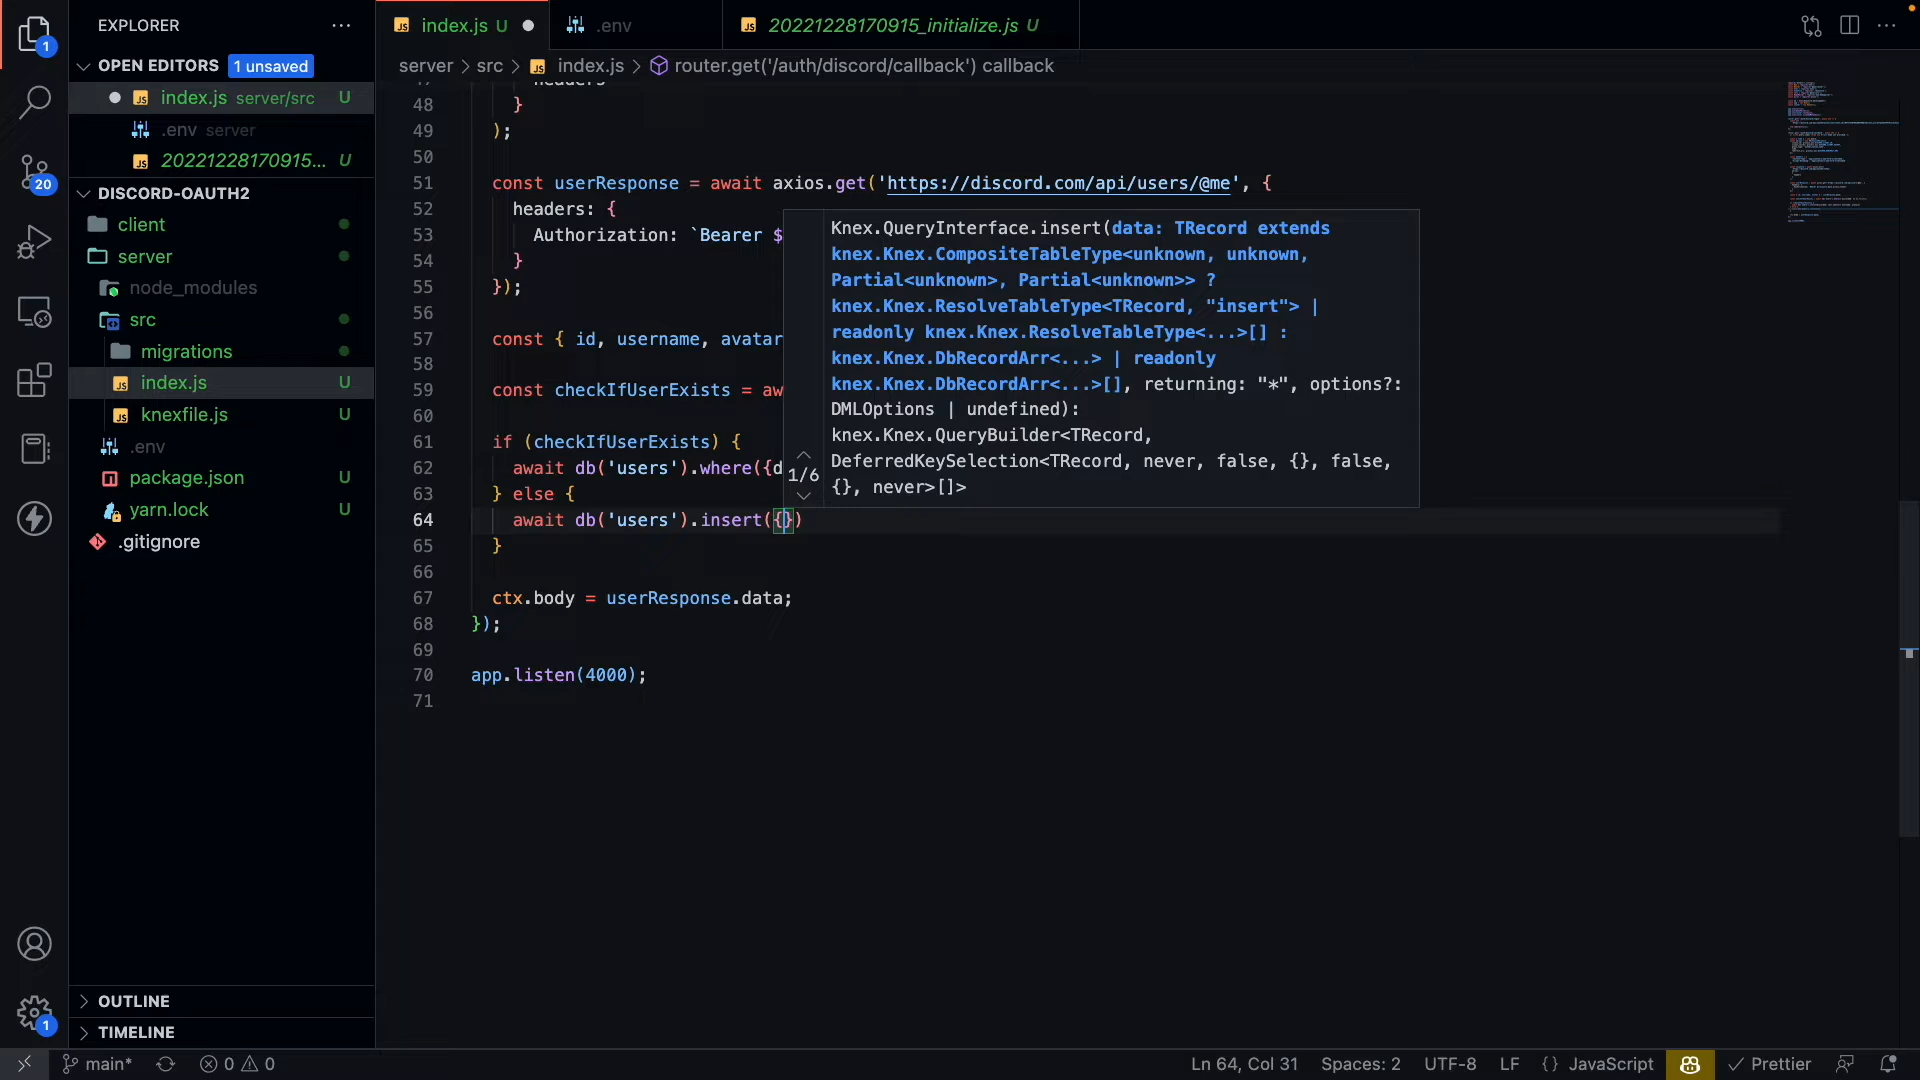 EXPLORER
OPEN EDITORS
1 unsaved
index.js server/src U
.env server
20221228170915... U
DISCORD-OAUTH2
client
server
node_modules
src
migrations
index.js U
knexfile.js U
.env
package.json U
yarn.lock U
.gitignore
OUTLINE
TIMELINE
1
20
1
index.js U
.env
20221228170915_initialize.js U
server > src > index.js > router.get('/auth/discord/callback') callback
48 }
49 );
50
51 const userResponse = await axios.get('https://discord.com/api/users/@me', {
52 headers: {
53 Authorization: `Bearer $
54 }
55 });
56
57 const { id, username, avatar
58
59 const checkIfUserExists = aw
60
61 if (checkIfUserExists) {
62 await db('users').where({d
63 } else {
64 await db('users').insert({})
65 }
66
67 ctx.body = userResponse.data;
68 });
69
70 app.listen(4000);
71
1/6
Knex.QueryInterface.insert(data: TRecord extends
knex.Knex.CompositeTableType<unknown, unknown,
Partial<unknown>, Partial<unknown>> ?
knex.Knex.ResolveTableType<TRecord, "insert"> |
readonly knex.Knex.ResolveTableType<...>[] :
knex.Knex.DbRecordArr<...> | readonly
knex.Knex.DbRecordArr<...>[], returning: "*", options?:
DMLOptions | undefined):
knex.Knex.QueryBuilder<TRecord,
DeferredKeySelection<TRecord, never, false, {}, false,
{}, never>[]>
main* 0 0 Ln 64, Col 31 Spaces: 2 UTF-8 LF {} JavaScript Prettier